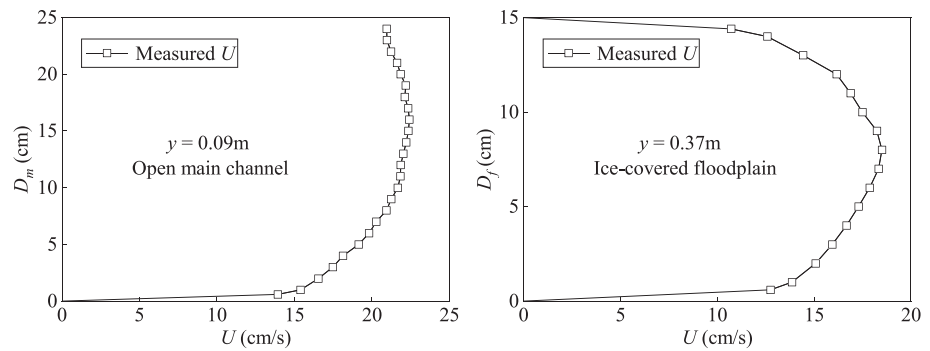 25
20
15
10
5
0
D_m (cm)
Measured U
y = 0.09m
Open main channel
0 5 10 15 20 25
U (cm/s)
15
10
5
0
D_f (cm)
Measured U
y = 0.37m
Ice-covered floodplain
0 5 10 15 20
U (cm/s)